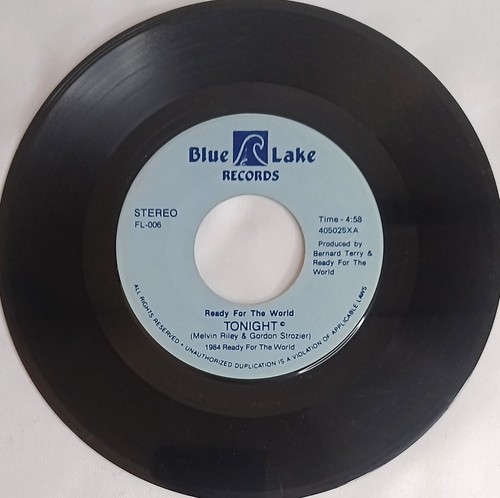 Blue Lake
RECORDS
STEREO
FL-006
Time - 4:58
405025XA
Produced by
Bernard Terry &
Ready For The
World
Ready For The World
TONIGHT ©
(Melvin Riley & Gordon Strozier)
1984 Ready For The World
ALL RIGHTS RESERVED * UNAUTHORIZED DUPLICATION IS A VIOLATION OF APPLICABLE LAWS